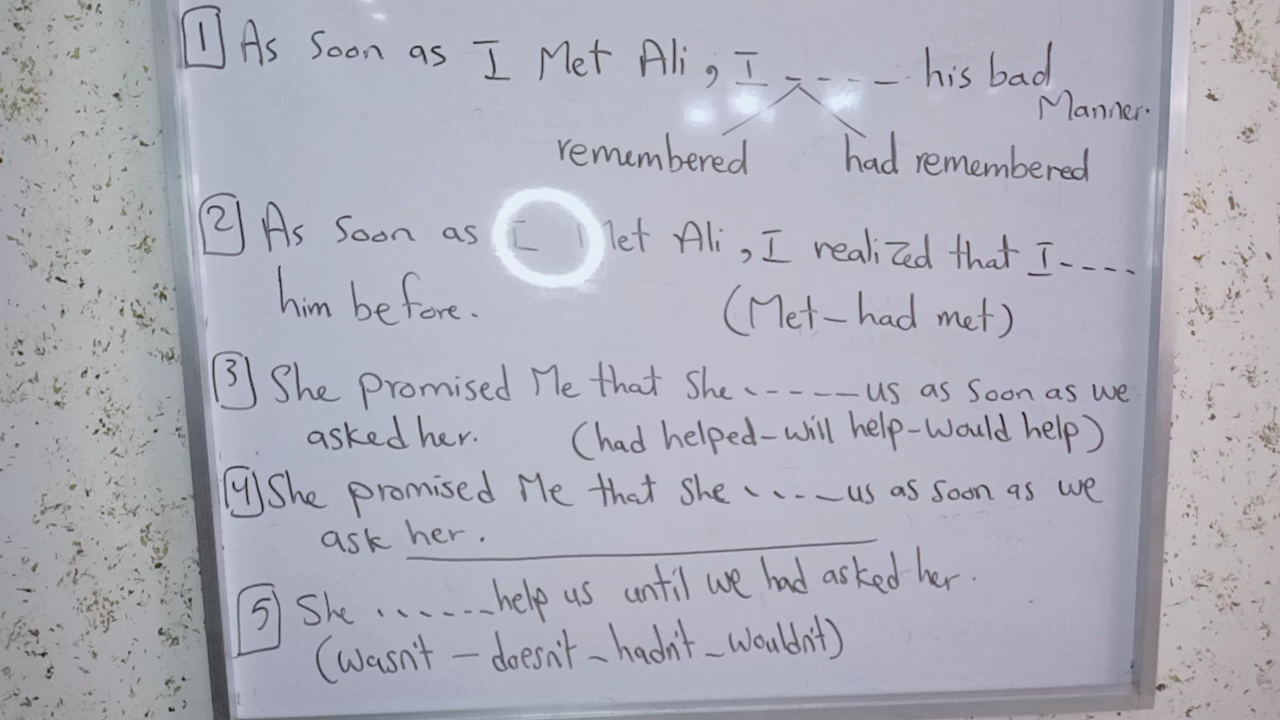 1 As Soon as I Met Ali, I ---- his bad
Manner.
remembered had remembered
2 As Soon as I Met Ali, I realized that I----
him before. (Met-had met)
3 She promised Me that She ----- us as Soon as we
asked her. (had helped-will help-Would help)
4 She promised Me that She ---- us as Soon as we
ask her.
5 She ...... help us until we had asked her.
(wasn't - doesn't - hadn't - wouldn't)